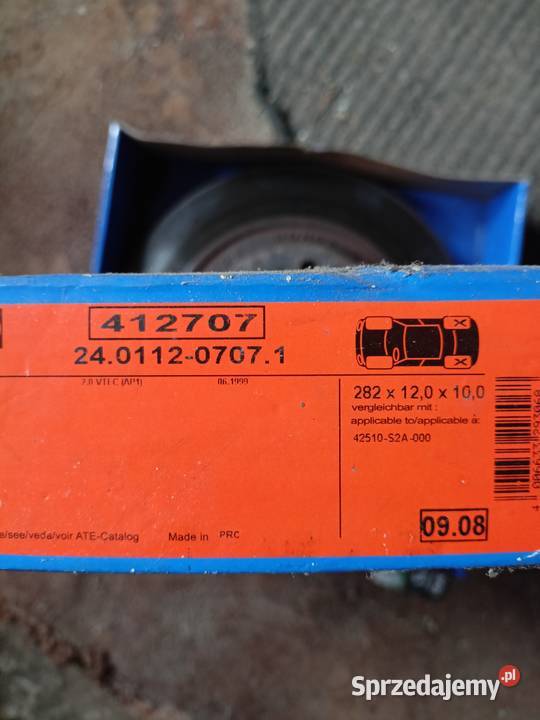 412707
24.0112-0707.1
2.0 VTEC (AP1) 06.1999
282 x 12,0 x 10,0
vergleichbar mit :
applicable to/applicable à:
42510-S2A-000
/see/veda/voir ATE-Catalog
Made in PRC
09.08
Sprzedajemy.pl